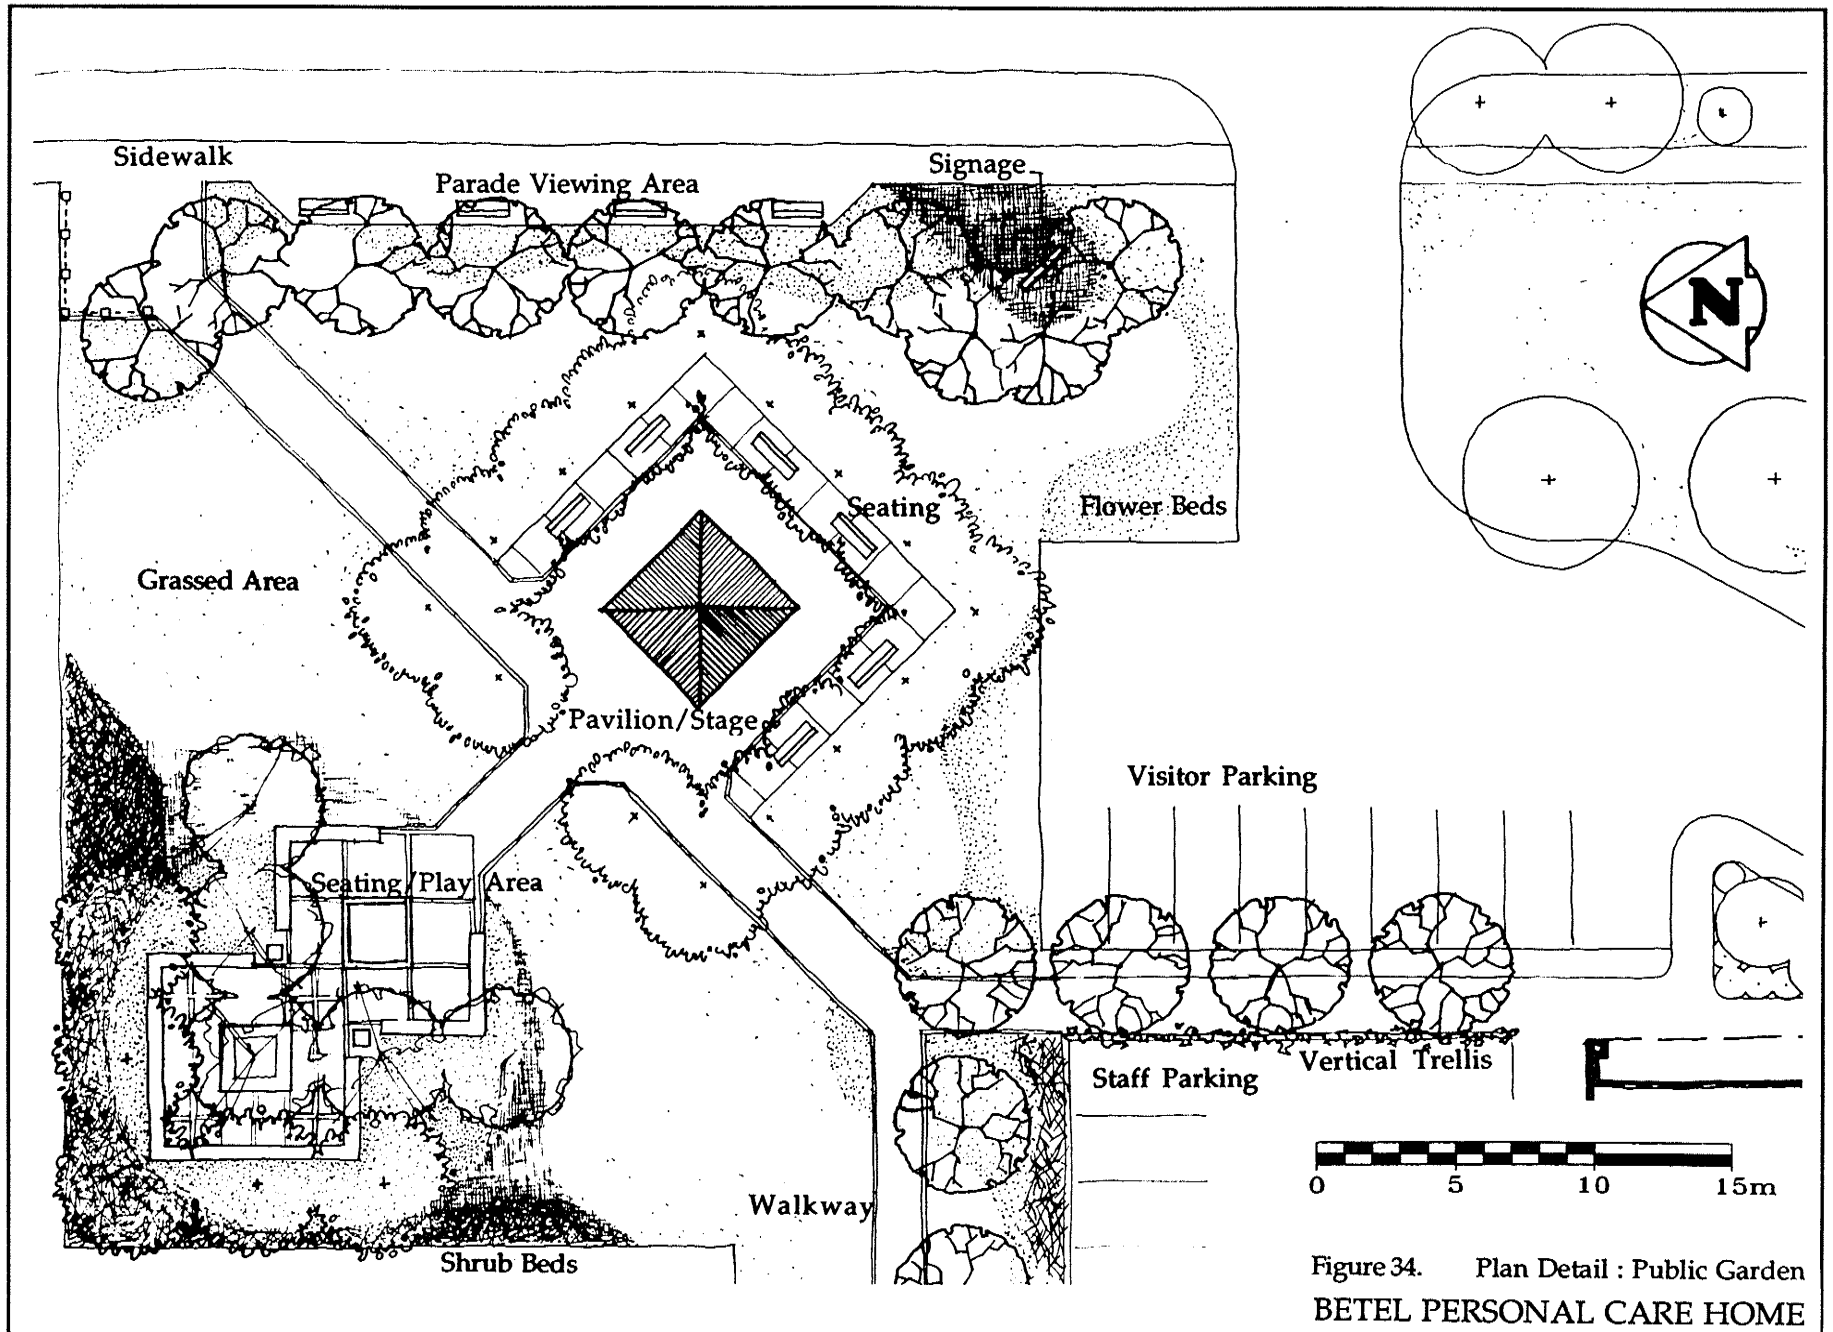 Sidewalk
Parade Viewing Area
Signage
N
Seating
Flower Beds
Grassed Area
Pavilion/Stage
Visitor Parking
Seating/Play Area
Vertical Trellis
Staff Parking
0 5 10 15m
Walkway
Shrub Beds
Figure 34. Plan Detail : Public Garden
BETEL PERSONAL CARE HOME